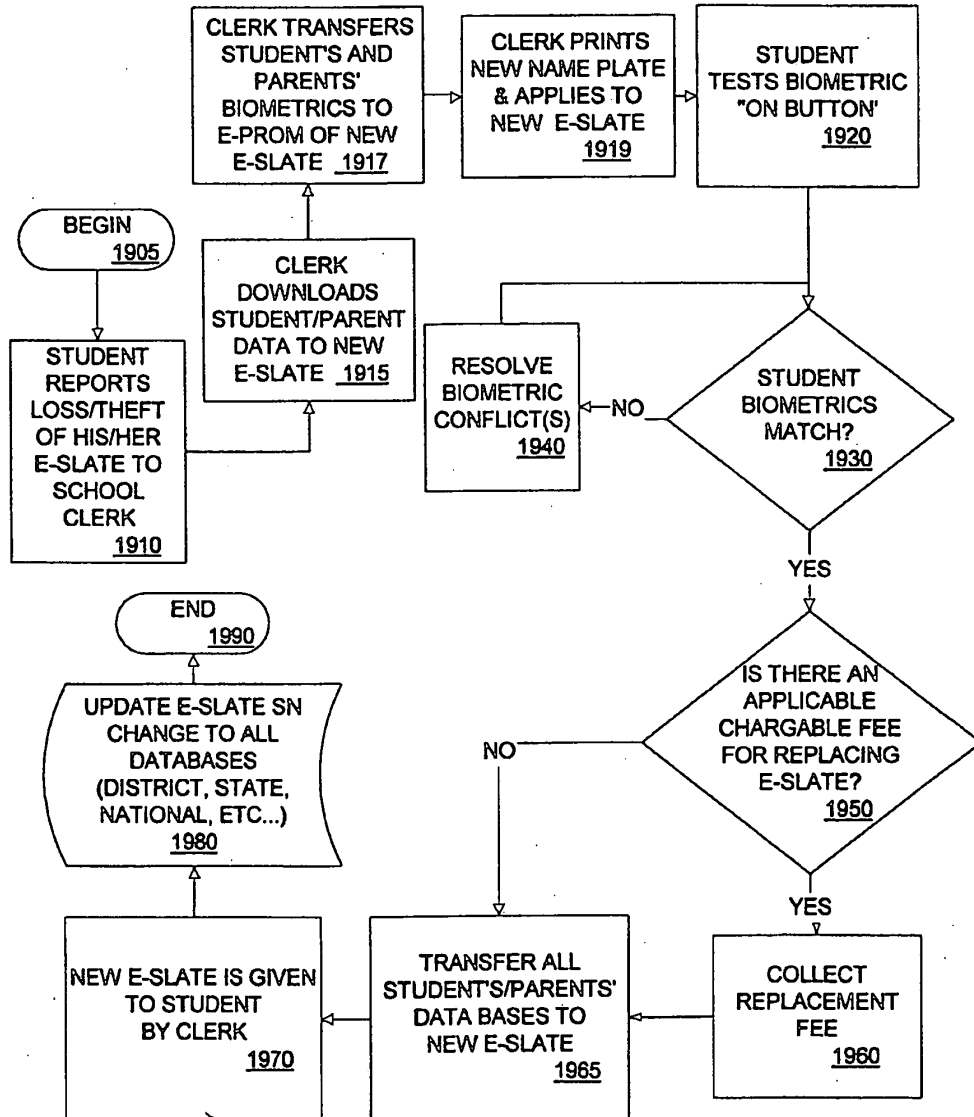 BEGIN
1905
STUDENT
REPORTS
LOSS/THEFT
OF HIS/HER
E-SLATE TO
SCHOOL
CLERK
1910
CLERK
DOWNLOADS
STUDENT/PARENT
DATA TO NEW
E-SLATE 1915
CLERK TRANSFERS
STUDENT'S AND
PARENTS'
BIOMETRICS TO
E-PROM OF NEW
E-SLATE 1917
CLERK PRINTS
NEW NAME PLATE
& APPLIES TO
NEW E-SLATE
1919
STUDENT
TESTS BIOMETRIC
"ON BUTTON'
1920
STUDENT
BIOMETRICS
MATCH?
1930
NO
RESOLVE
BIOMETRIC
CONFLICT(S)
1940
YES
IS THERE AN
APPLICABLE
CHARGABLE FEE
FOR REPLACING
E-SLATE?
1950
NO
YES
COLLECT
REPLACEMENT
FEE
1960
TRANSFER ALL
STUDENT'S/PARENTS'
DATA BASES TO
NEW E-SLATE
1965
NEW E-SLATE IS GIVEN
TO STUDENT
BY CLERK
1970
UPDATE E-SLATE SN
CHANGE TO ALL
DATABASES
(DISTRICT, STATE,
NATIONAL, ETC...)
1980
END
1990